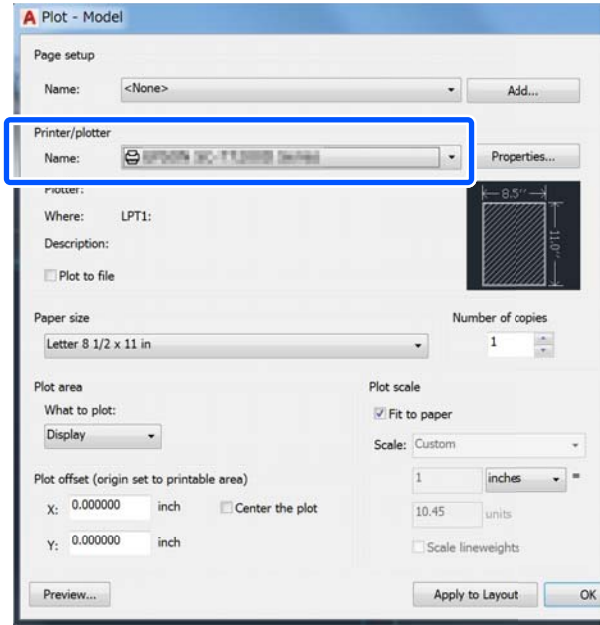 A Plot - Model
Page setup
Name: <None> Add...
Printer/plotter
Name: Properties...
Plotter:
Where: LPT1:
Description:
Plot to file
8.5''
11.0''
Paper size
Letter 8 1/2 x 11 in
Number of copies
1
Plot area
What to plot:
Display
Plot scale
Fit to paper
Scale: Custom
1 inches =
10.45 units
Scale lineweights
Plot offset (origin set to printable area)
X: 0.000000 inch Center the plot
Y: 0.000000 inch
Preview... Apply to Layout OK